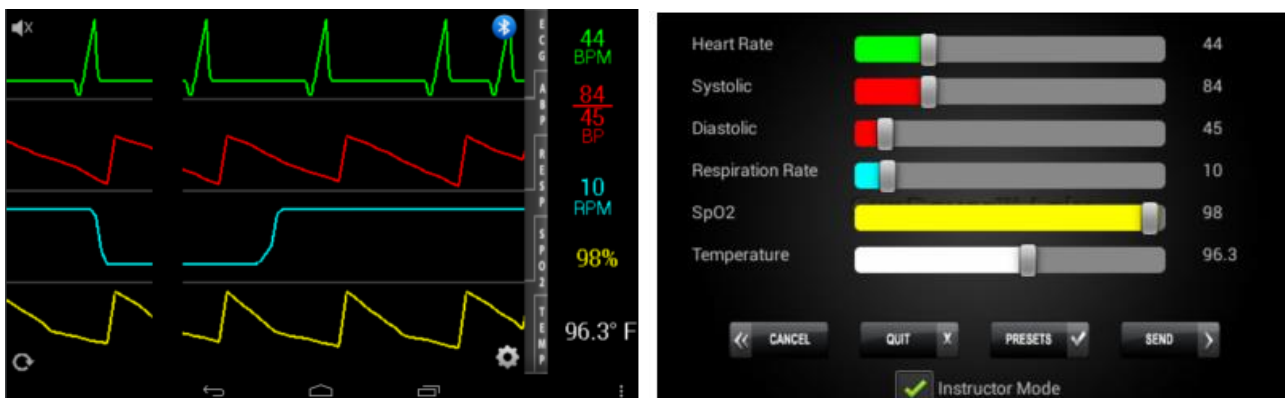 ECG
44
BPM
ABP
84
45
BP
RESP
10
RPM
SPO2
98%
TEMP
96.3° F
Heart Rate 44
Systolic 84
Diastolic 45
Respiration Rate 10
SpO2 98
Temperature 96.3
CANCEL QUIT X PRESETS SEND
Instructor Mode